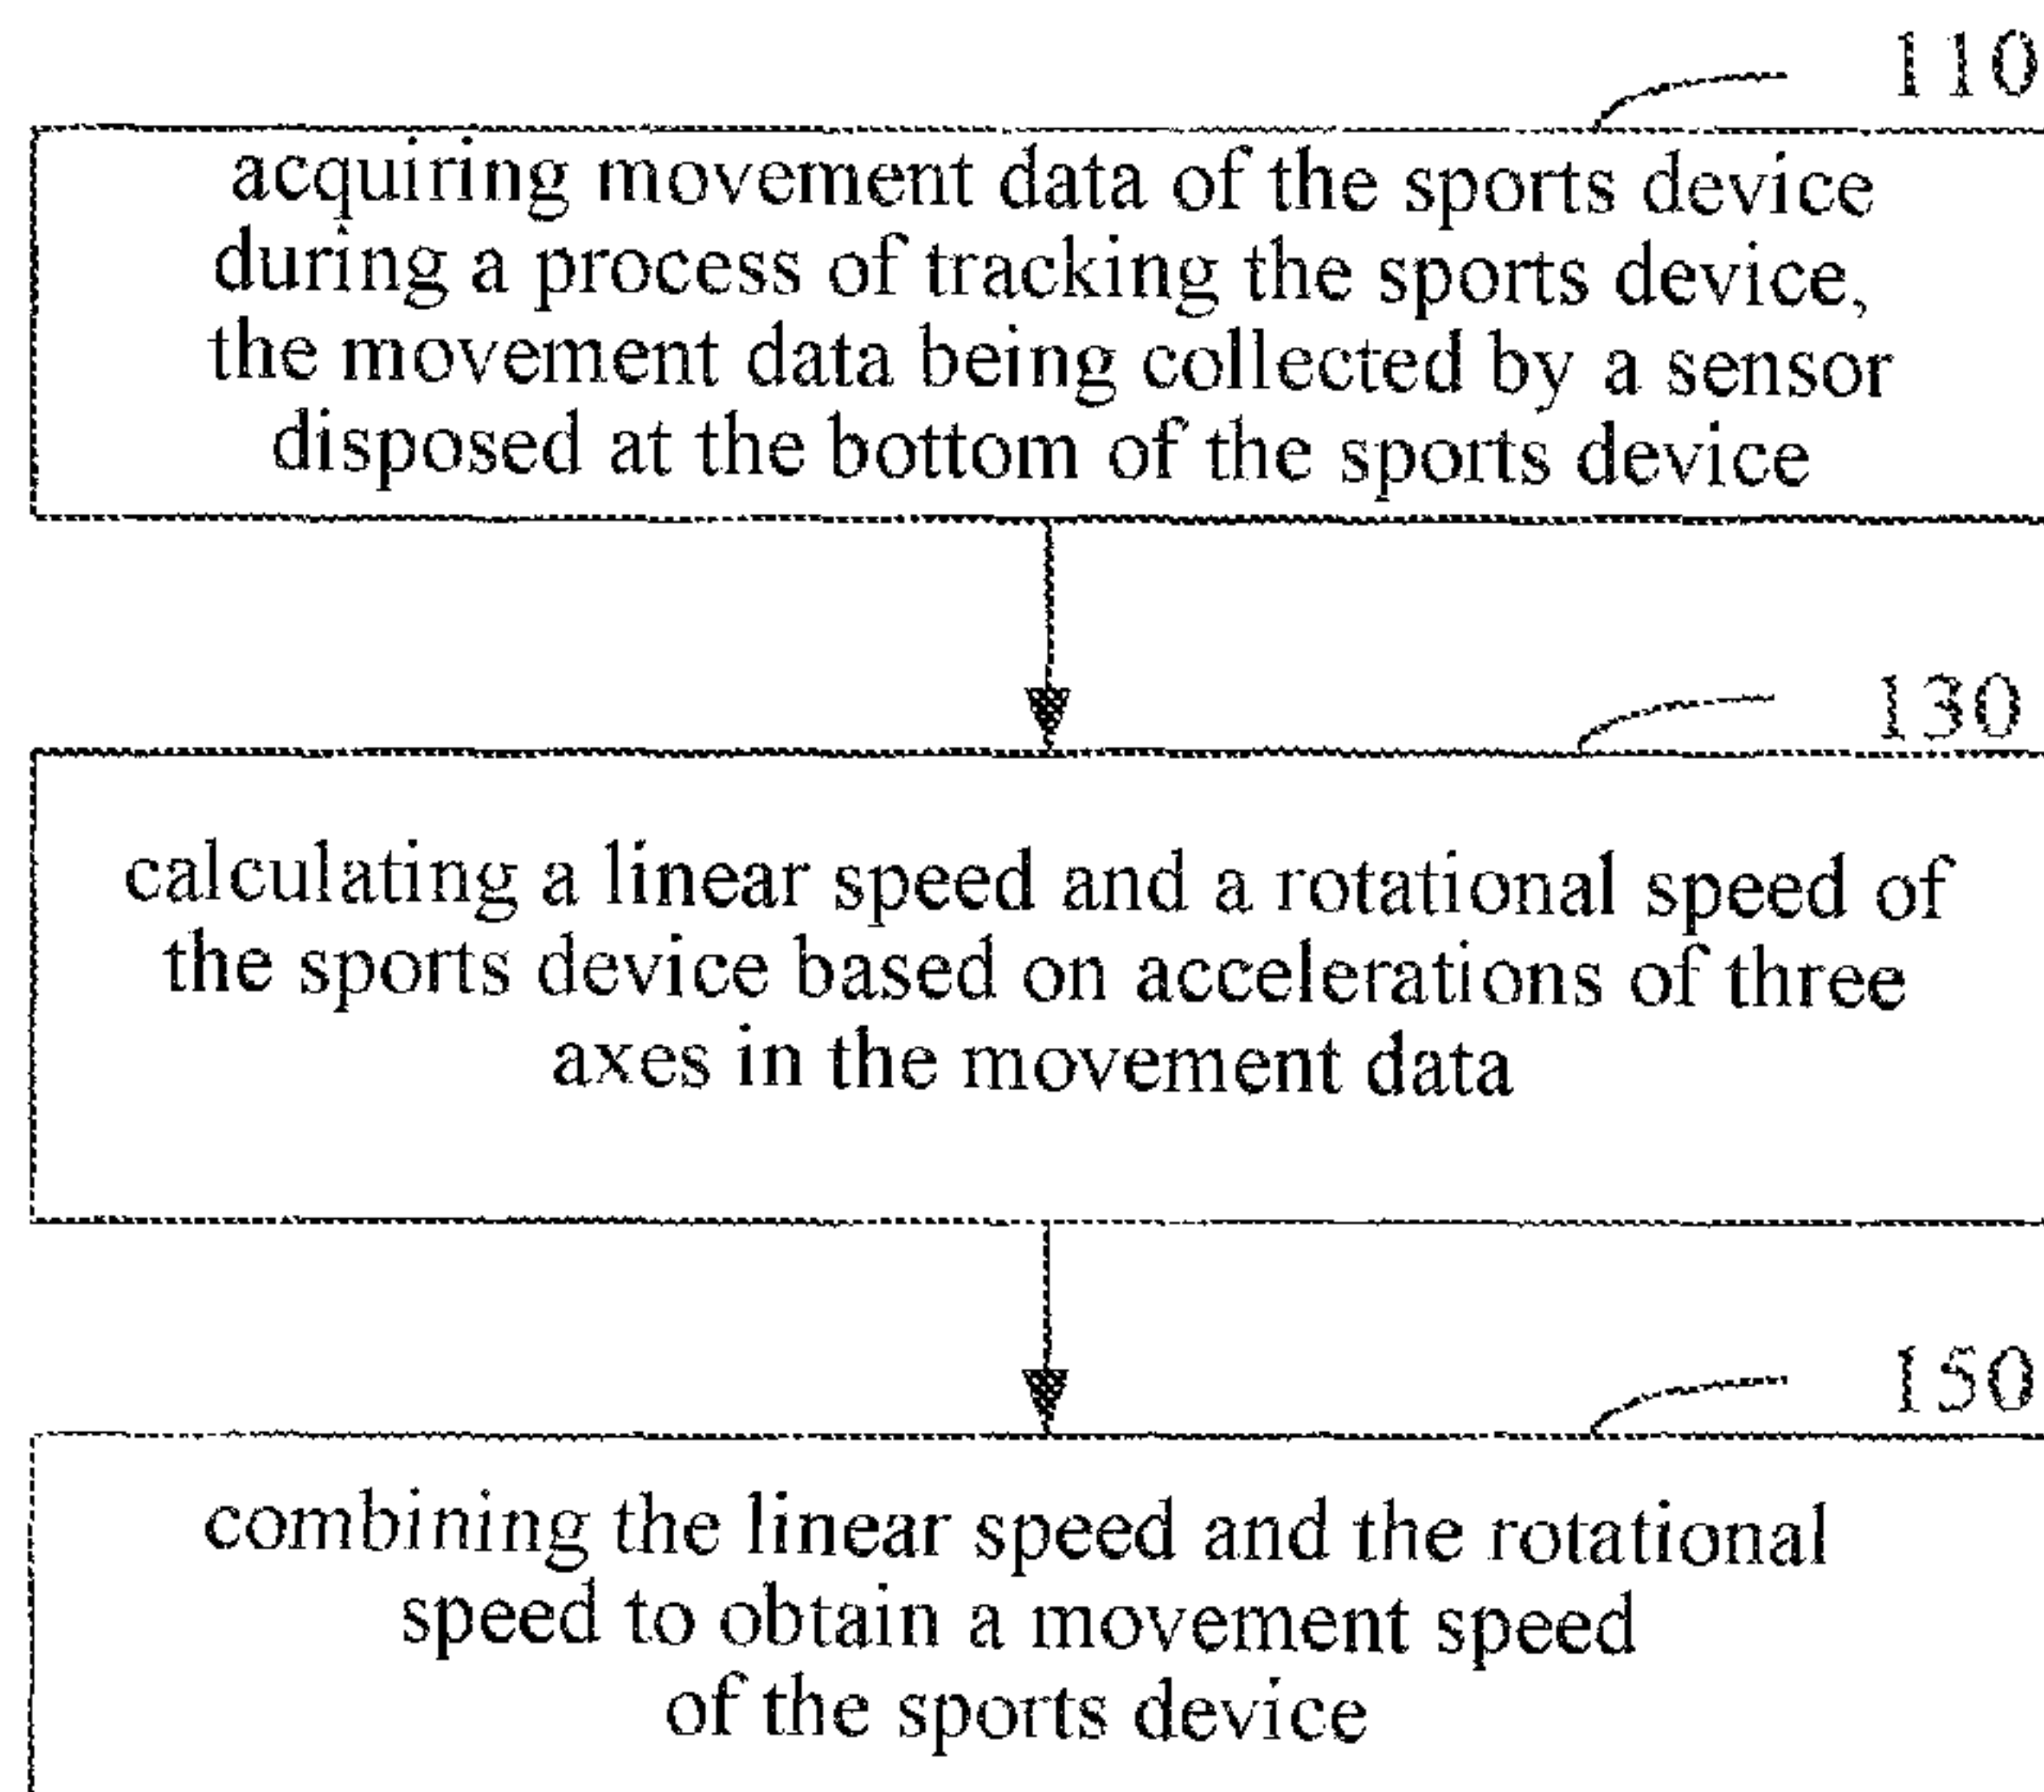 110
acquiring movement data of the sports device
during a process of tracking the sports device,
the movement data being collected by a sensor
disposed at the bottom of the sports device
130
calculating a linear speed and a rotational speed of
the sports device based on accelerations of three
axes in the movement data
150
combining the linear speed and the rotational
speed to obtain a movement speed
of the sports device